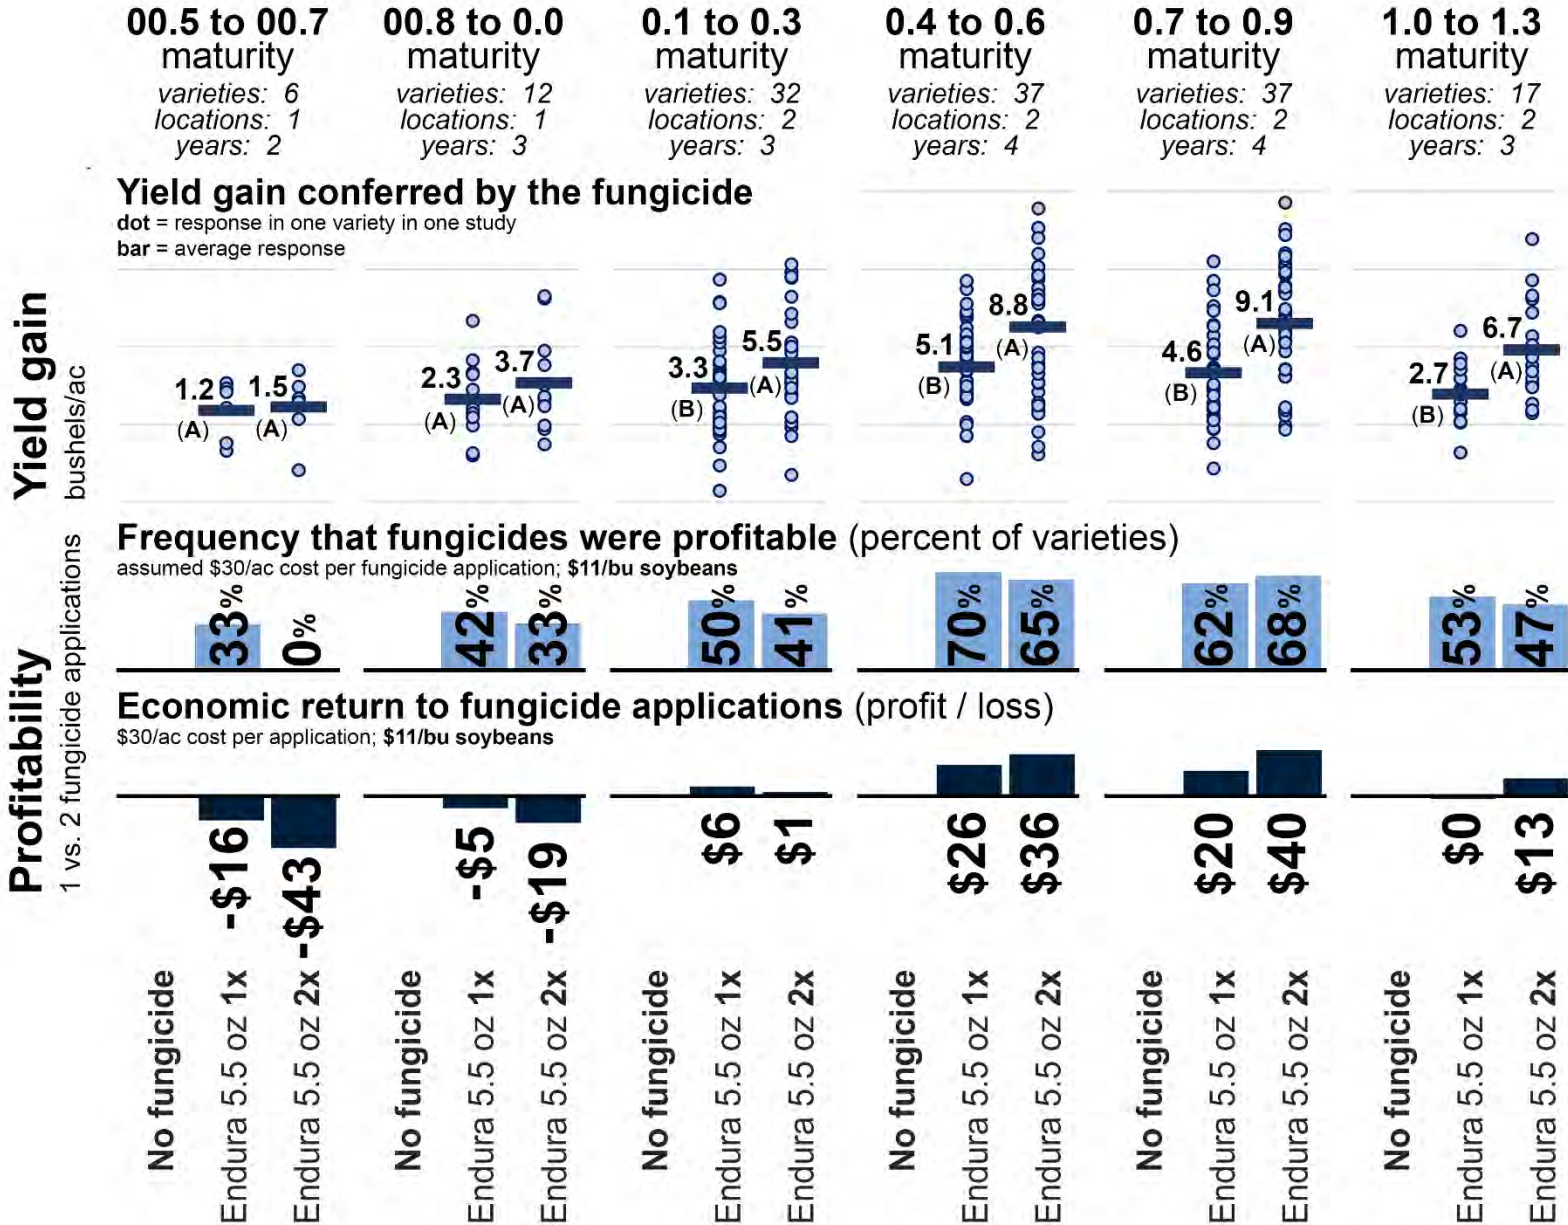 00.5 to 00.7 00.8 to 0.0 0.1 to 0.3 0.4 to 0.6 0.7 to 0.9 1.0 to 1.3
maturity maturity maturity maturity maturity maturity
varieties: 6 varieties: 12 varieties: 32 varieties: 37 varieties: 37 varieties: 17
locations: 1 locations: 1 locations: 2 locations: 2 locations: 2 locations: 2
years: 2 years: 3 years: 3 years: 4 years: 4 years: 3
Yield gain conferred by the fungicide
dot = response in one variety in one study
bar = average response
Yield gain
bushels/ac
1.2 1.5 2.3 3.7 3.3 5.5 5.1 8.8 4.6 9.1 2.7 6.7
(A) (A) (A) (A) (B) (A) (B) (A) (B) (A) (B) (A)
Frequency that fungicides were profitable (percent of varieties)
assumed $30/ac cost per fungicide application; $11/bu soybeans
33% 0% 42% 33% 50% 41% 70% 65% 62% 68% 53% 47%
Profitability
1 vs. 2 fungicide applications
Economic return to fungicide applications (profit / loss)
$30/ac cost per application; $11/bu soybeans
-$16 -$43 -$5 -$19 $6 $1 $26 $36 $20 $40 $0 $13
No fungicide
Endura 5.5 oz 1x
Endura 5.5 oz 2x
No fungicide
Endura 5.5 oz 1x
Endura 5.5 oz 2x
No fungicide
Endura 5.5 oz 1x
Endura 5.5 oz 2x
No fungicide
Endura 5.5 oz 1x
Endura 5.5 oz 2x
No fungicide
Endura 5.5 oz 1x
Endura 5.5 oz 2x
No fungicide
Endura 5.5 oz 1x
Endura 5.5 oz 2x